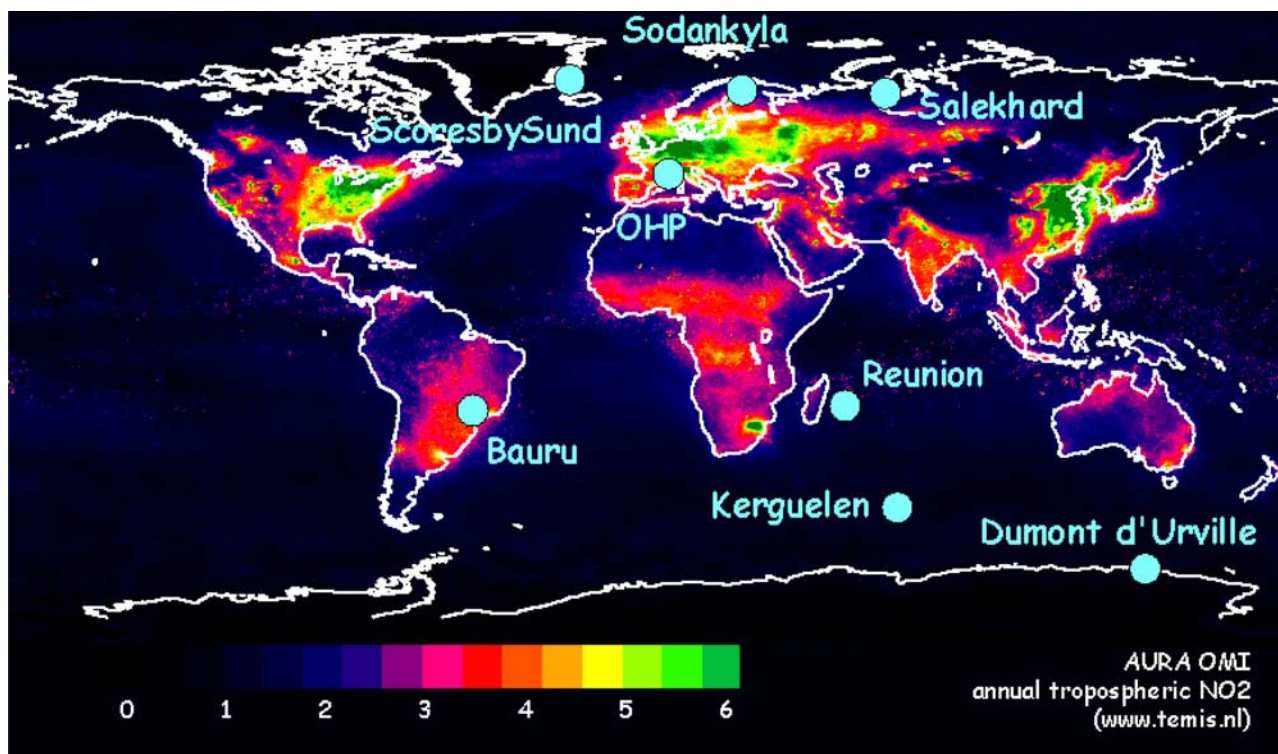 Sodankyla
Salekhard
ScoresbySund
OHP
Reunion
Bauru
Kerguelen
Dumont d'Urville
0 1 2 3 4 5 6
AURA OMI
annual tropospheric NO2
(www.temis.nl)